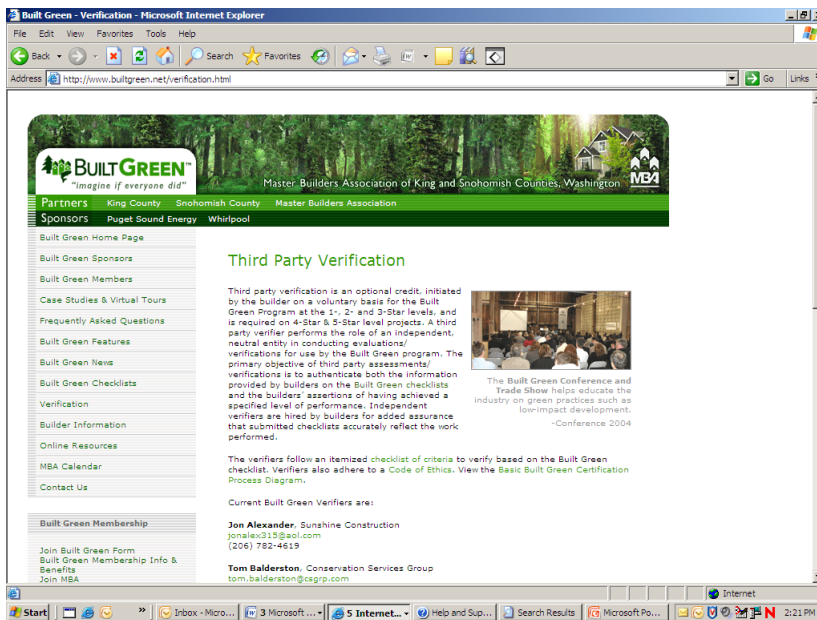 Built Green - Verification - Microsoft Internet Explorer
File Edit View Favorites Tools Help
Back Search Favorites
Address http://www.builtgreen.net/verification.html Go Links
BUILTGREEN™
"imagine if everyone did"
Master Builders Association of King and Snohomish Counties, Washington MBA
Partners King County Snohomish County Master Builders Association
Sponsors Puget Sound Energy Whirlpool
Built Green Home Page
Built Green Sponsors
Built Green Members
Case Studies & Virtual Tours
Frequently Asked Questions
Built Green Features
Built Green News
Built Green Checklists
Verification
Builder Information
Online Resources
MBA Calendar
Contact Us
Built Green Membership
Join Built Green Form
Built Green Membership Info &
Benefits
Join MBA
Third Party Verification
Third party verification is an optional credit, initiated
by the builder on a voluntary basis for the Built
Green Program at the 1-, 2- and 3-Star levels, and
is required on 4-Star & 5-Star level projects. A third
party verifier performs the role of an independent,
neutral entity in conducting evaluations/
verifications for use by the Built Green program. The
primary objective of third party assessments/
verifications is to authenticate both the information
provided by builders on the Built Green checklists
and the builders' assertions of having achieved a
specified level of performance. Independent
verifiers are hired by builders for added assurance
that submitted checklists accurately reflect the work
performed.
The Built Green Conference and
Trade Show helps educate the
industry on green practices such as
low-impact development.
-Conference 2004
The verifiers follow an itemized checklist of criteria to verify based on the Built Green
checklist. Verifiers also adhere to a Code of Ethics. View the Basic Built Green Certification
Process Diagram.
Current Built Green Verifiers are:
Jon Alexander, Sunshine Construction
jonalex315@aol.com
(206) 782-4619
Tom Balderston, Conservation Services Group
tom.balderston@csgrp.com
Internet
Start » Inbox - Micro... 3 Microsoft ... 5 Internet... Help and Sup... Search Results Microsoft Po... 2:21 PM